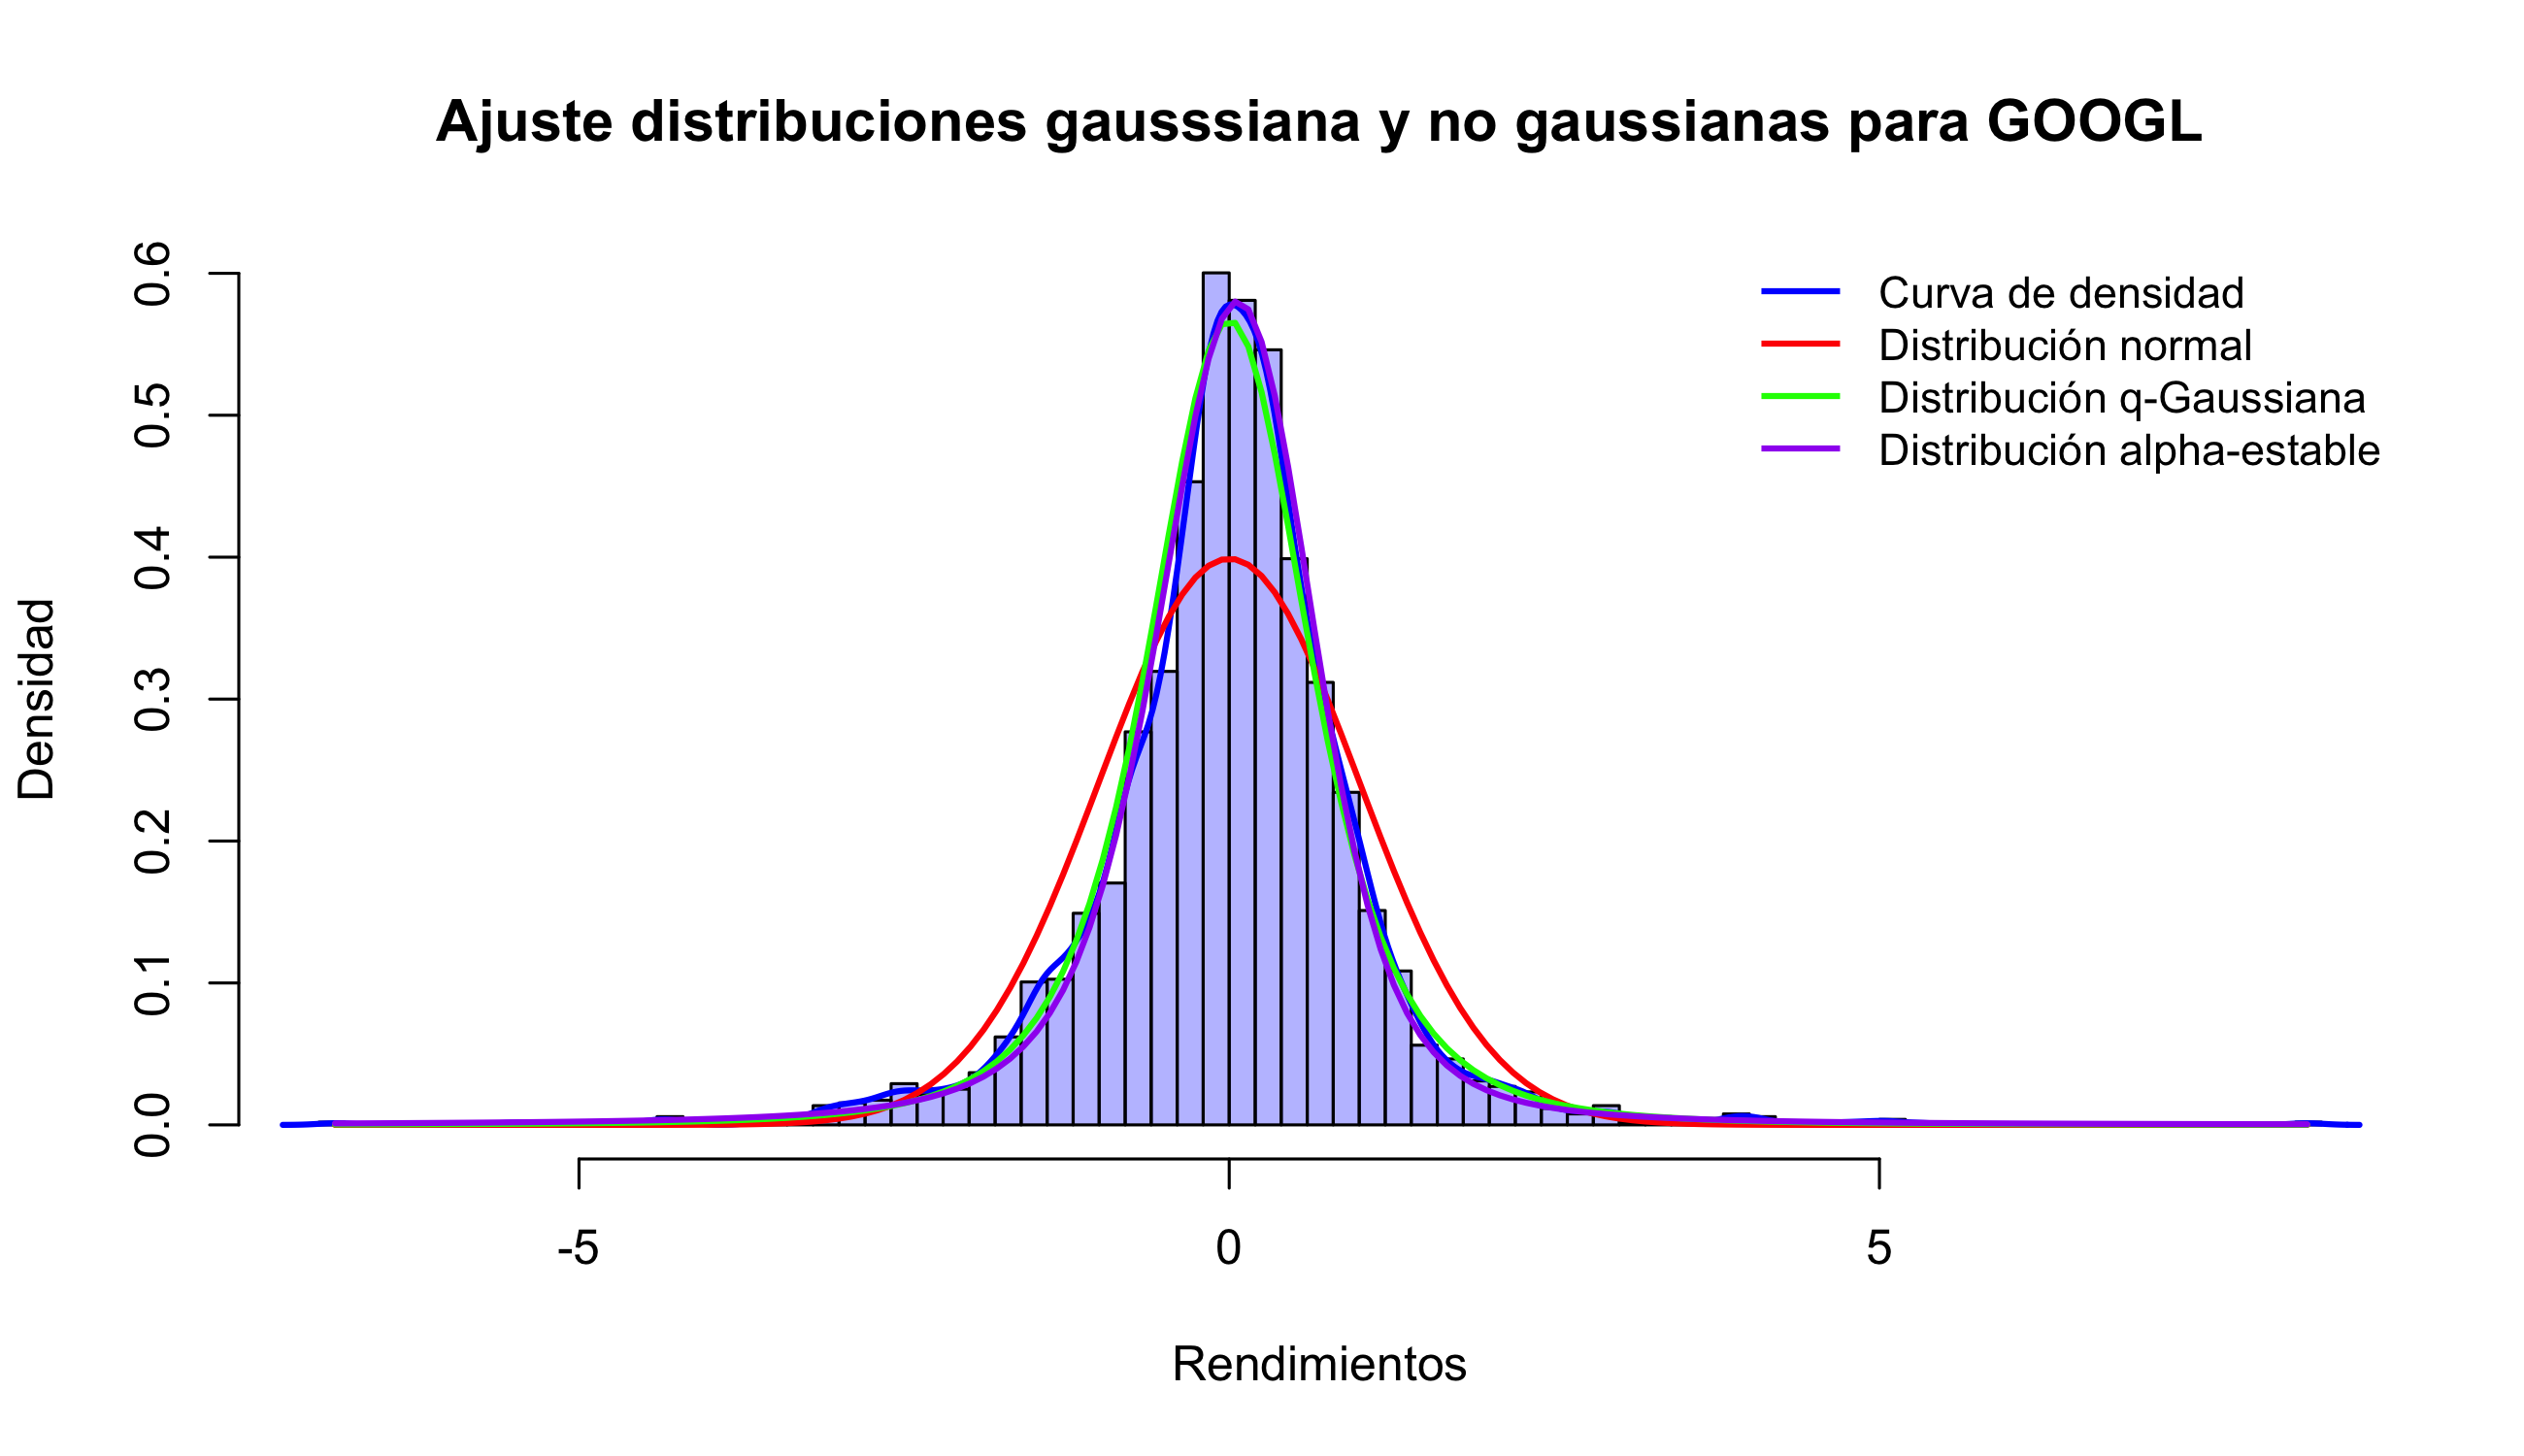 Ajuste distribuciones gausssiana y no gaussianas para GOOGL
Curva de densidad
Distribución normal
Distribución q-Gaussiana
Distribución alpha-estable
Densidad
0.6
0.5
0.4
0.3
0.2
0.1
0.0
-5
0
5
Rendimientos